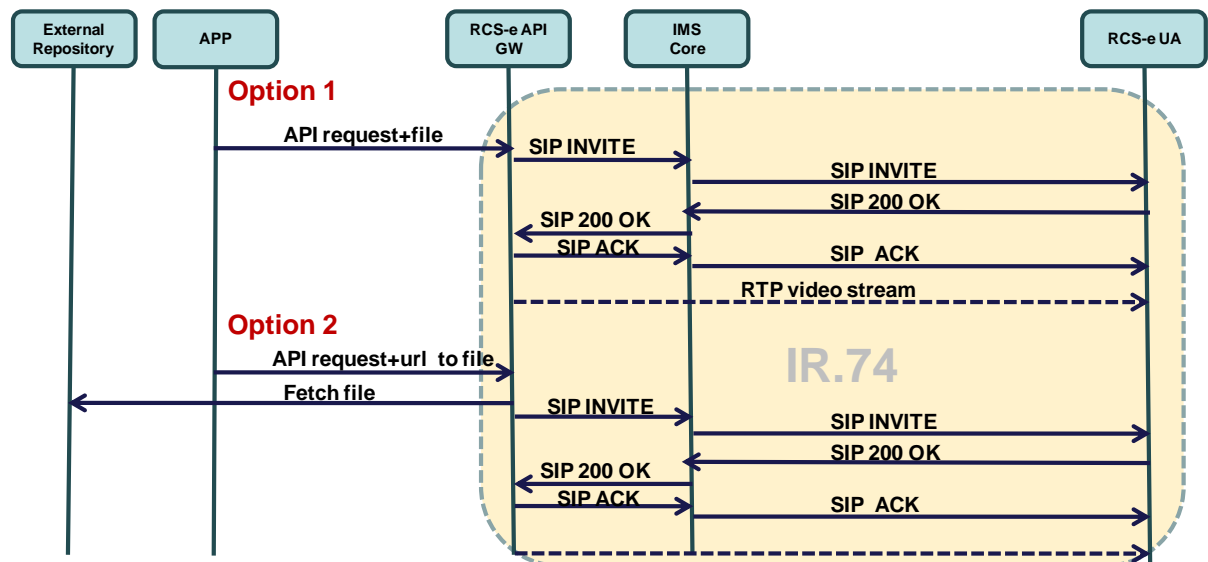 External
Repository
APP
RCS-e API
GW
IMS
Core
RCS-e UA
Option 1
API request+file
SIP INVITE
SIP INVITE
SIP 200 OK
SIP 200 OK
SIP ACK
SIP ACK
RTP video stream
Option 2
API request+url to file
IR.74
Fetch file
SIP INVITE
SIP INVITE
SIP 200 OK
SIP 200 OK
SIP ACK
SIP ACK